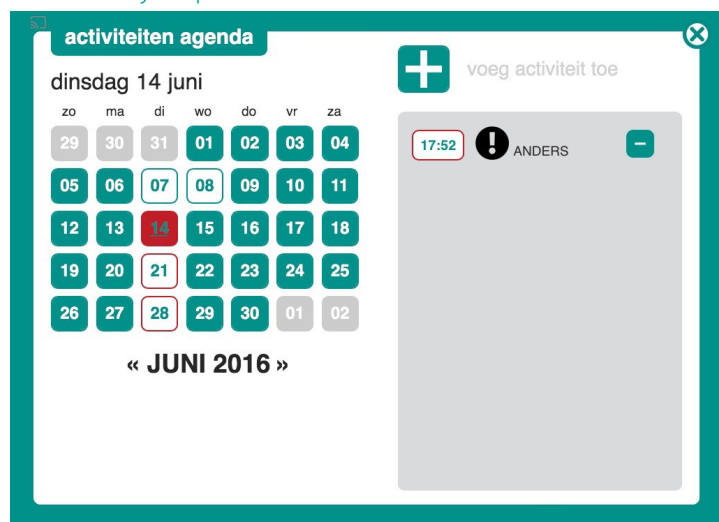 activiteiten agenda
dinsdag 14 juni
zo ma di wo do vr za
29 30 31 01 02 03 04
05 06 07 08 09 10 11
12 13 14 15 16 17 18
19 20 21 22 23 24 25
26 27 28 29 30 01 02
« JUNI 2016 »
voeg activiteit toe
17:52 ANDERS